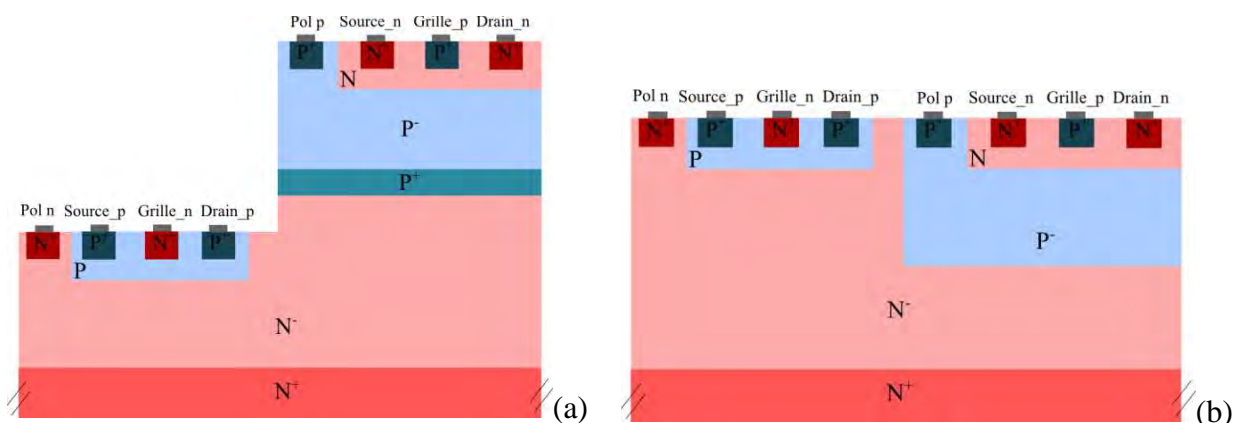 Pol p Source_n Grille_p Drain_n
P⁺ N⁺ P⁺ N⁺
N
P⁻
P⁺
Pol n Source_p Grille_n Drain_p
N⁺ P⁺ N⁺ P⁺
P
N⁻
N⁺
(a)
Pol n Source_p Grille_n Drain_p Pol p Source_n Grille_p Drain_n
N⁺ P⁺ N⁺ P⁺ P⁺ N⁺ P⁺ N⁺
P N
P⁻
N⁻
N⁺
(b)